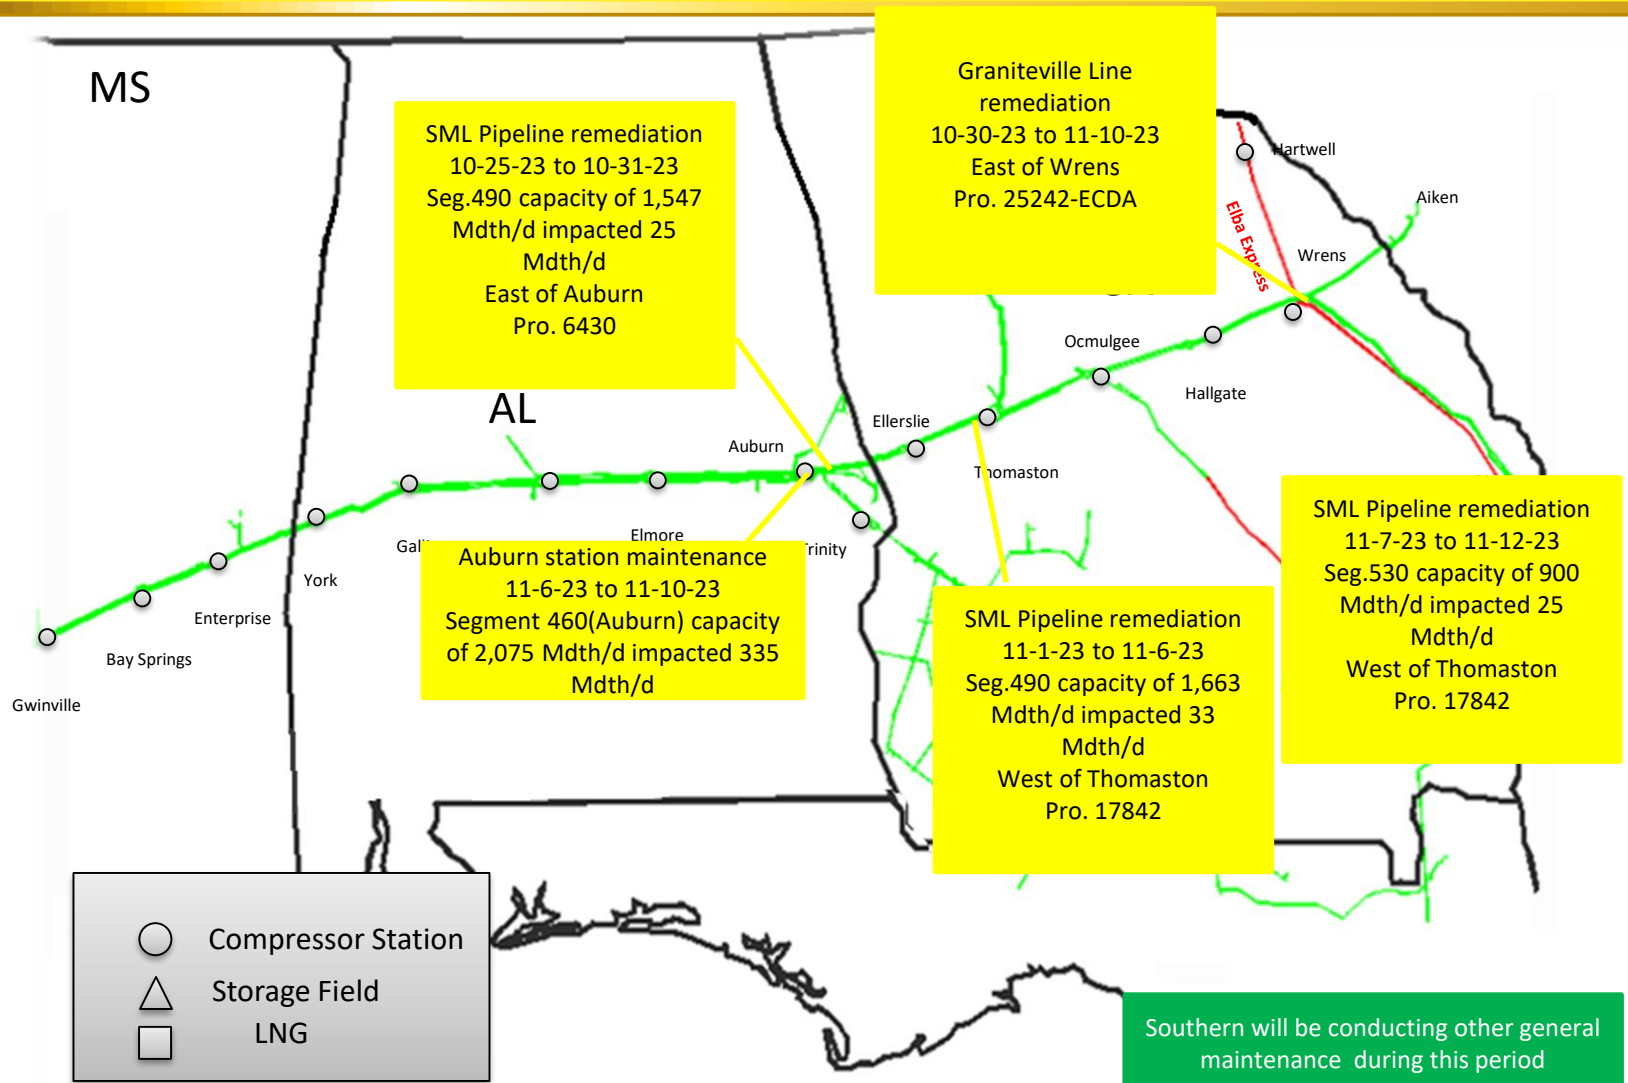 MS
SML Pipeline remediation
10-25-23 to 10-31-23
Seg.490 capacity of 1,547
Mdth/d impacted 25
Mdth/d
East of Auburn
Pro. 6430
Graniteville Line
remediation
10-30-23 to 11-10-23
East of Wrens
Pro. 25242-ECDA
Hartwell
Aiken
Elba Express
Wrens
Ocmulgee
Hallgate
AL
Auburn
Ellerslie
Thomaston
Elmore
York
Enterprise
Bay Springs
Gwinville
Auburn station maintenance
11-6-23 to 11-10-23
Segment 460(Auburn) capacity
of 2,075 Mdth/d impacted 335
Mdth/d
SML Pipeline remediation
11-1-23 to 11-6-23
Seg.490 capacity of 1,663
Mdth/d impacted 33
Mdth/d
West of Thomaston
Pro. 17842
SML Pipeline remediation
11-7-23 to 11-12-23
Seg.530 capacity of 900
Mdth/d impacted 25
Mdth/d
West of Thomaston
Pro. 17842
Compressor Station
Storage Field
LNG
Southern will be conducting other general
maintenance during this period